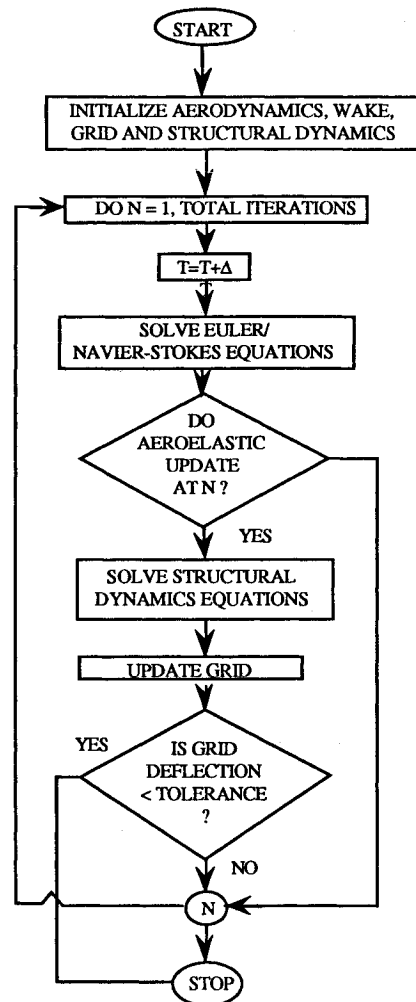 START
INITIALIZE AERODYNAMICS, WAKE,
GRID AND STRUCTURAL DYNAMICS
DO N = 1, TOTAL ITERATIONS
T=T+Δ
SOLVE EULER/
NAVIER-STOKES EQUATIONS
DO
AEROELASTIC
UPDATE
AT N ?
YES
SOLVE STRUCTURAL
DYNAMICS EQUATIONS
UPDATE GRID
YES
IS GRID
DEFLECTION
< TOLERANCE
?
NO
N
STOP